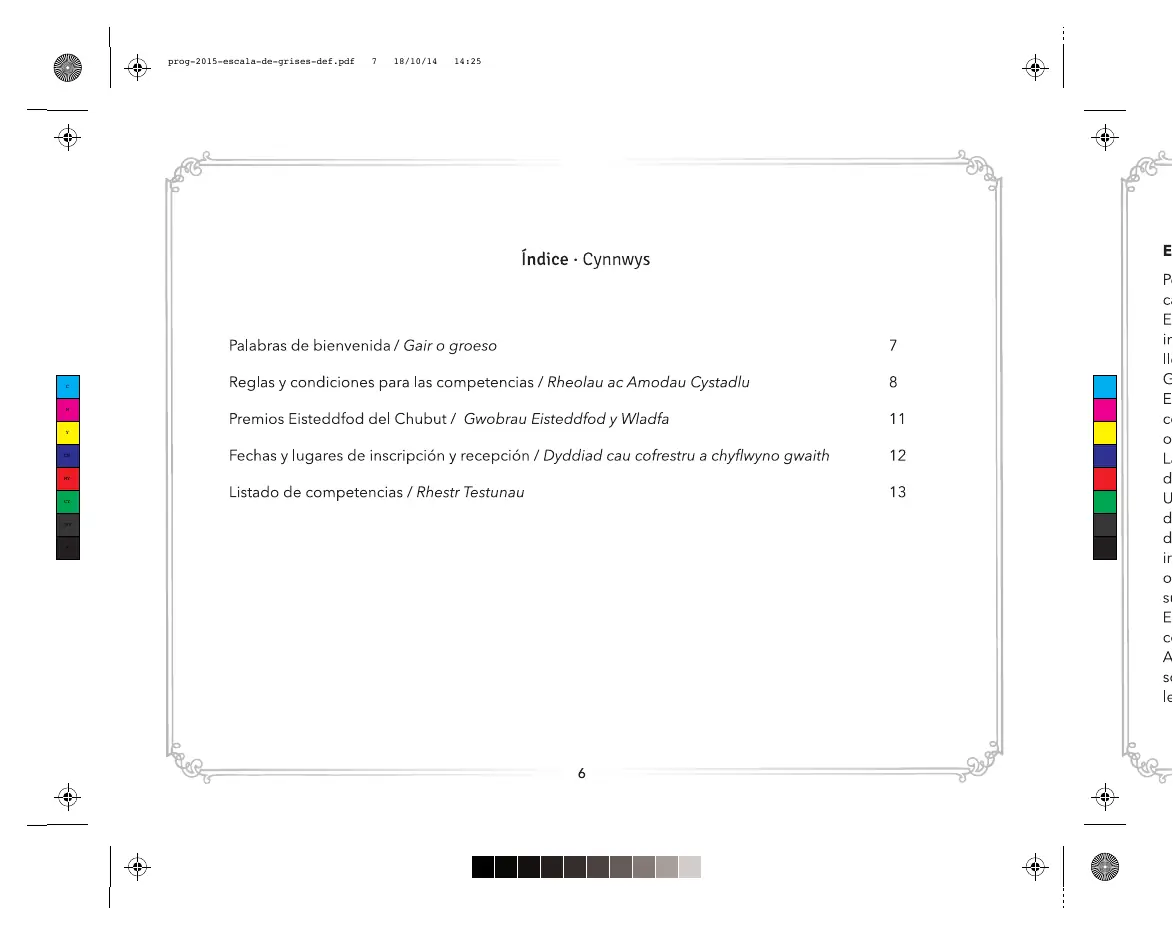 prog-2015-escala-de-grises-def.pdf 7 18/10/14 14:25
Índice · Cynnwys
Palabras de bienvenida / Gair o groeso 7
Reglas y condiciones para las competencias / Rheolau ac Amodau Cystadlu 8
Premios Eisteddfod del Chubut / Gwobrau Eisteddfod y Wladfa 11
Fechas y lugares de inscripción y recepción / Dyddiad cau cofrestru a chyflwyno gwaith 12
Listado de competencias / Rhestr Testunau 13
6